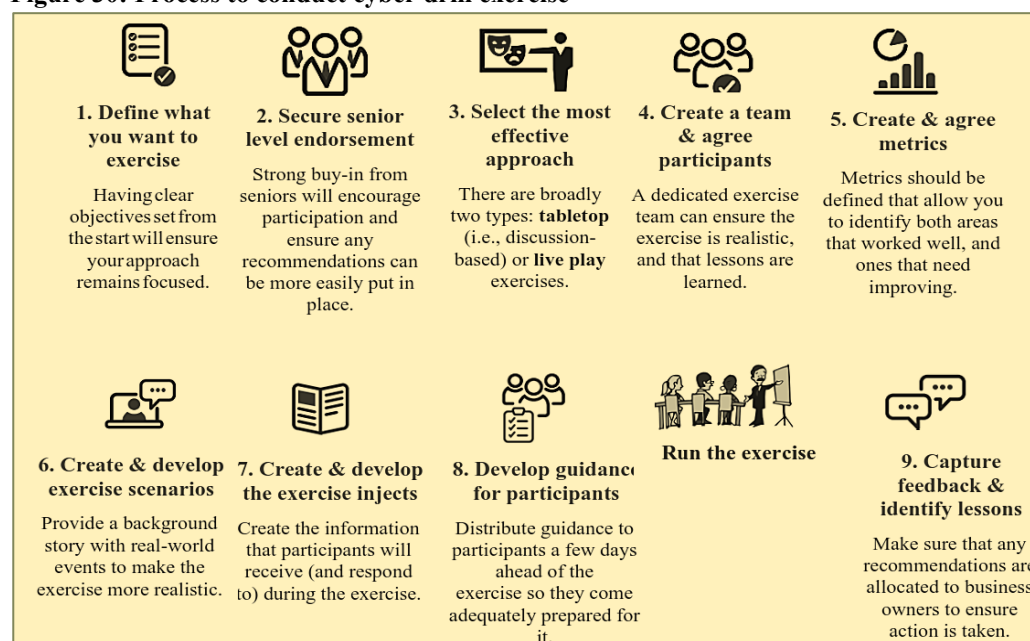 Figure 30: Process to conduct cyber drill exercise
1. Define what
you want to
exercise
Having clear
objectives set from
the start will ensure
your approach
remains focused.
2. Secure senior
level endorsement
Strong buy-in from
seniors will encourage
participation and
ensure any
recommendations can
be more easily put in
place.
3. Select the most
effective
approach
There are broadly
two types: tabletop
(i.e., discussion-
based) or live play
exercises.
4. Create a team
& agree
participants
A dedicated exercise
team can ensure the
exercise is realistic,
and that lessons are
learned.
5. Create & agree
metrics
Metrics should be
defined that allow you
to identify both areas
that worked well, and
ones that need
improving.
6. Create & develop
exercise scenarios
Provide a background
story with real-world
events to make the
exercise more realistic.
7. Create & develop
the exercise injects
Create the information
that participants will
receive (and respond
to) during the exercise.
8. Develop guidance
for participants
Distribute guidance to
participants a few days
ahead of the
exercise so they come
adequately prepared for
it.
Run the exercise
9. Capture
feedback &
identify lessons
Make sure that any
recommendations are
allocated to business
owners to ensure
action is taken.